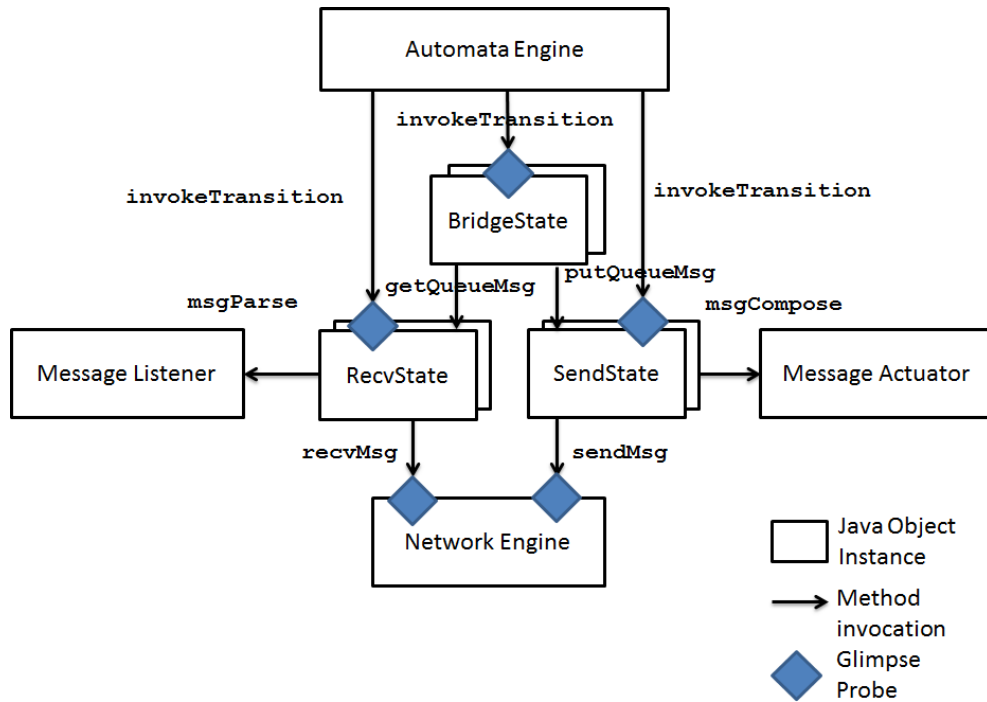 Automata Engine
invokeTransition
invokeTransition
invokeTransition
BridgeState
getQueueMsg
putQueueMsg
msgParse
msgCompose
Message Listener
RecvState
SendState
Message Actuator
recvMsg
sendMsg
Network Engine
Java Object
Instance
Method
invocation
Glimpse
Probe